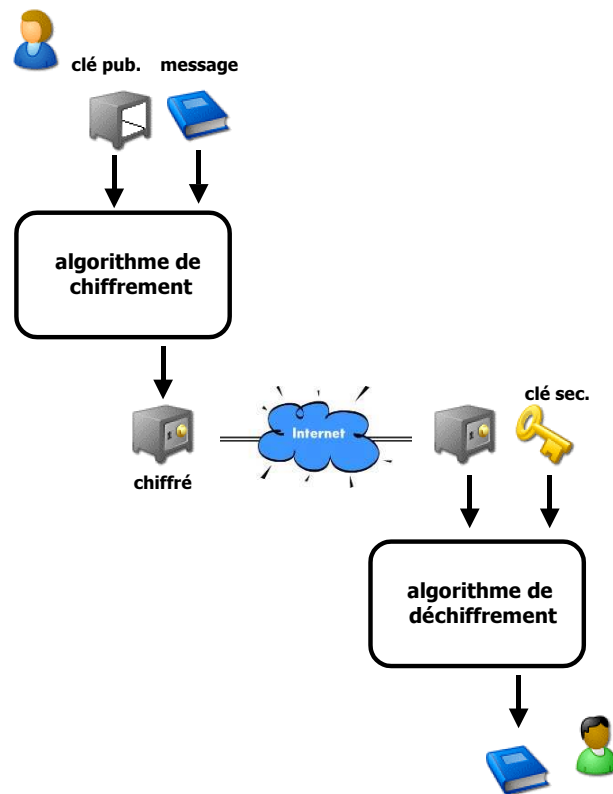 clé pub. message
algorithme de
chiffrement
clé sec.
Internet
chiffré
algorithme de
déchiffrement